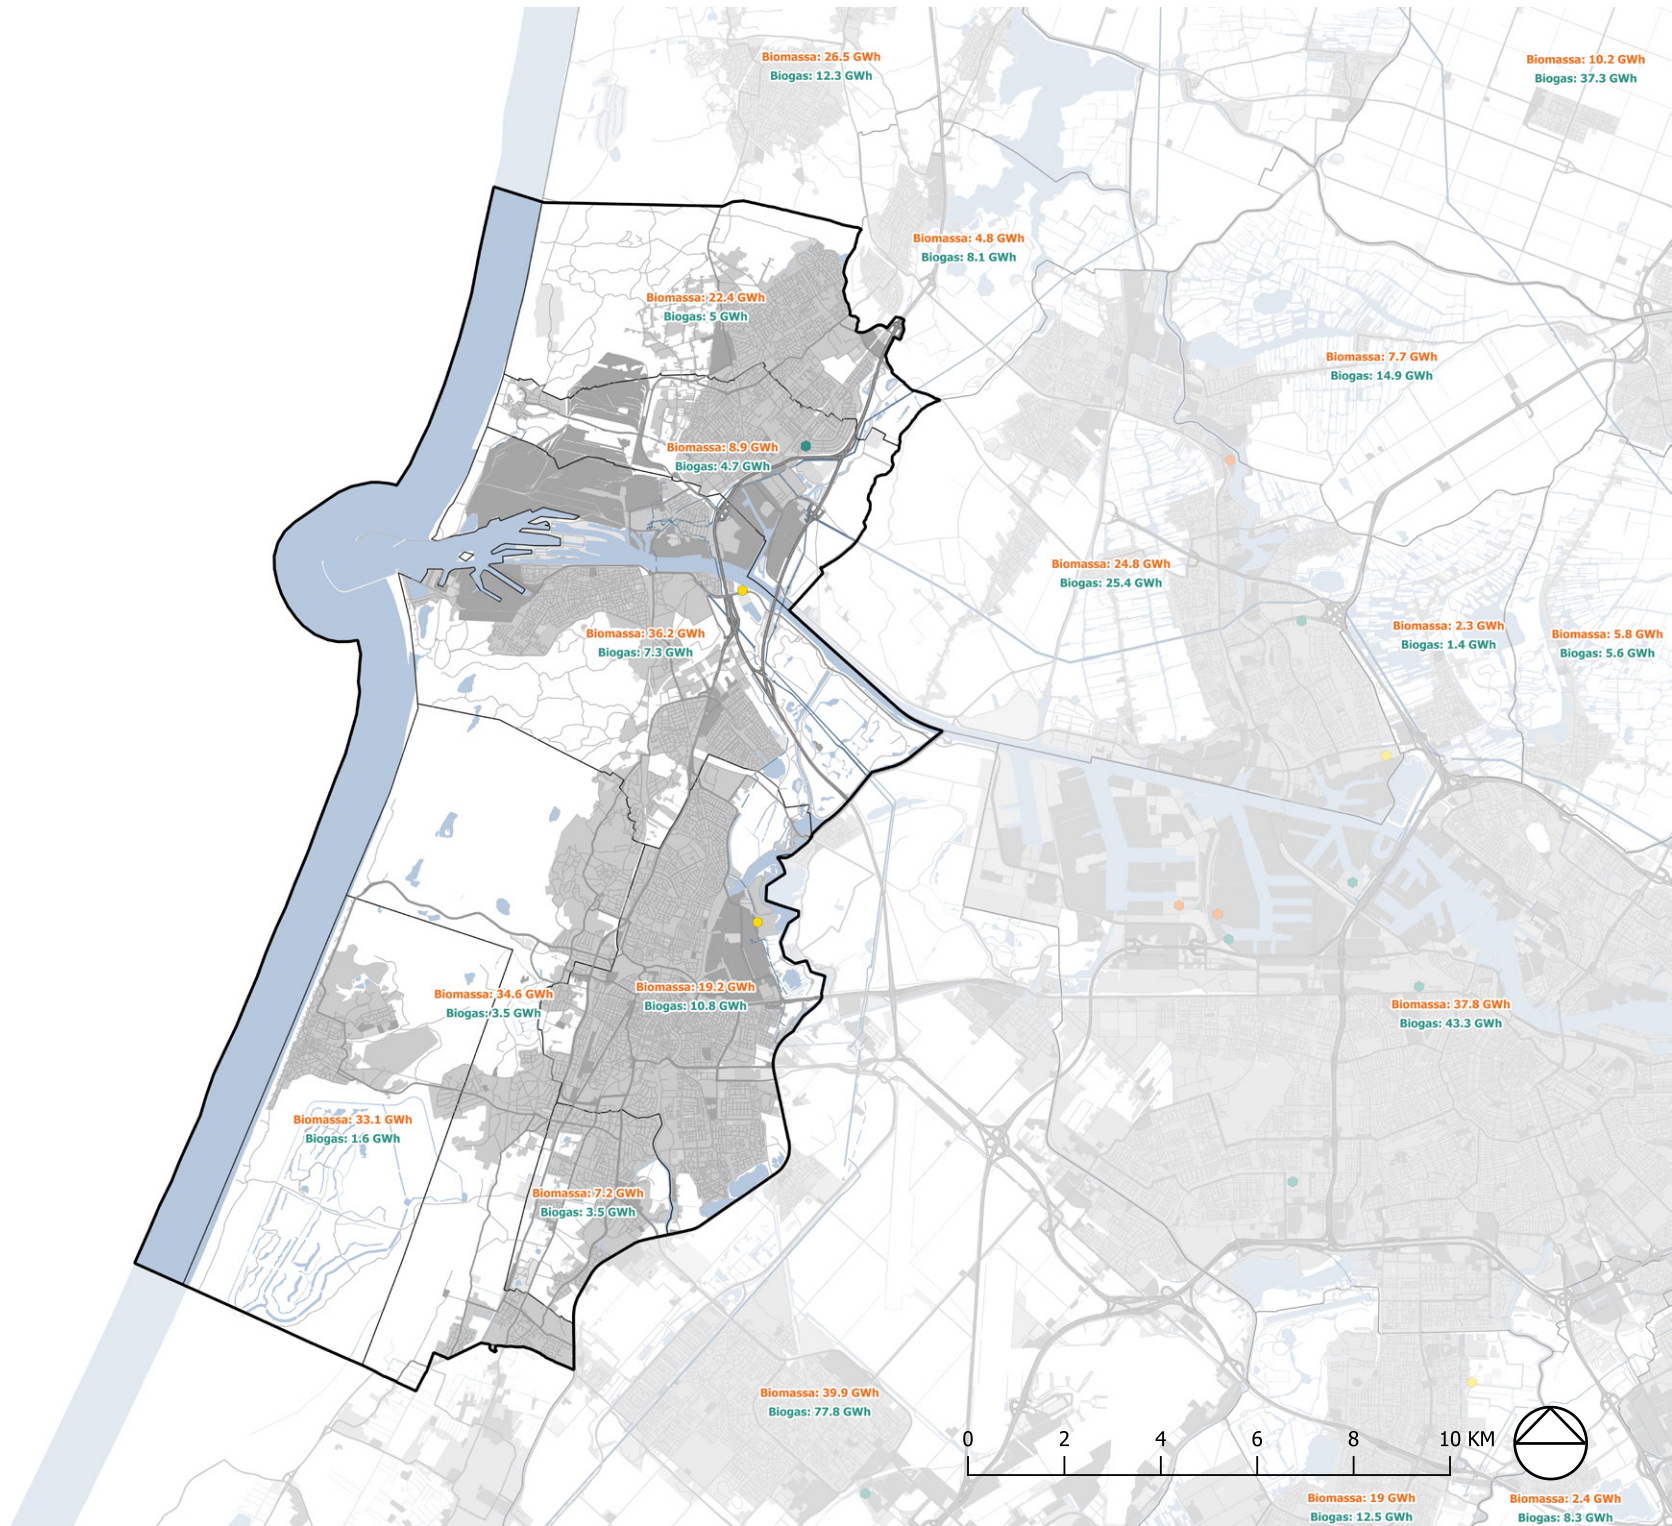 Biomassa: 26.5 GWh
Biogas: 12.3 GWh
Biomassa: 10.2 GWh
Biogas: 37.3 GWh
Biomassa: 4.8 GWh
Biogas: 8.1 GWh
Biomassa: 22.4 GWh
Biogas: 5 GWh
Biomassa: 7.7 GWh
Biogas: 14.9 GWh
Biomassa: 8.9 GWh
Biogas: 4.7 GWh
Biomassa: 24.8 GWh
Biogas: 25.4 GWh
Biomassa: 36.2 GWh
Biogas: 7.3 GWh
Biomassa: 2.3 GWh
Biogas: 1.4 GWh
Biomassa: 5.8 GWh
Biogas: 5.6 GWh
Biomassa: 34.6 GWh
Biogas: 3.5 GWh
Biomassa: 19.2 GWh
Biogas: 10.8 GWh
Biomassa: 37.8 GWh
Biogas: 43.3 GWh
Biomassa: 33.1 GWh
Biogas: 1.6 GWh
Biomassa: 7.2 GWh
Biogas: 3.5 GWh
Biomassa: 39.9 GWh
Biogas: 77.8 GWh
0 2 4 6 8 10 KM
Biomassa: 19 GWh
Biogas: 12.5 GWh
Biomassa: 2.4 GWh
Biogas: 8.3 GWh